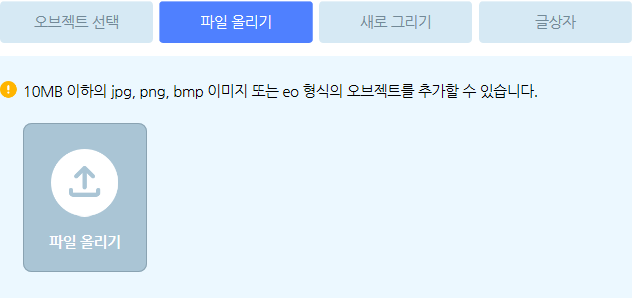 오브젝트 선택
파일 올리기
새로 그리기
글상자
10MB 이하의 jpg, png, bmp 이미지 또는 eo 형식의 오브젝트를 추가할 수 있습니다.
파일 올리기